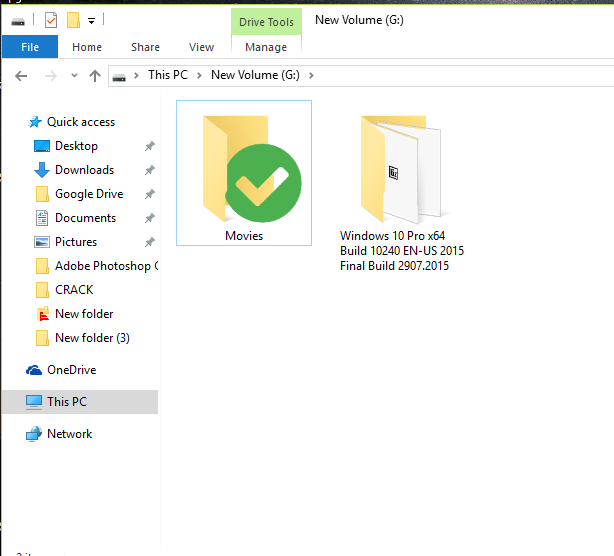 Drive Tools
New Volume (G:)
File
Home
Share
View
Manage
This PC
New Volume (G:)
Quick access
Desktop
Downloads
Google Drive
Documents
Pictures
Adobe Photoshop C
CRACK
New folder
New folder (3)
OneDrive
This PC
Network
Movies
Windows 10 Pro x64
Build 10240 EN-US 2015
Final Build 2907.2015